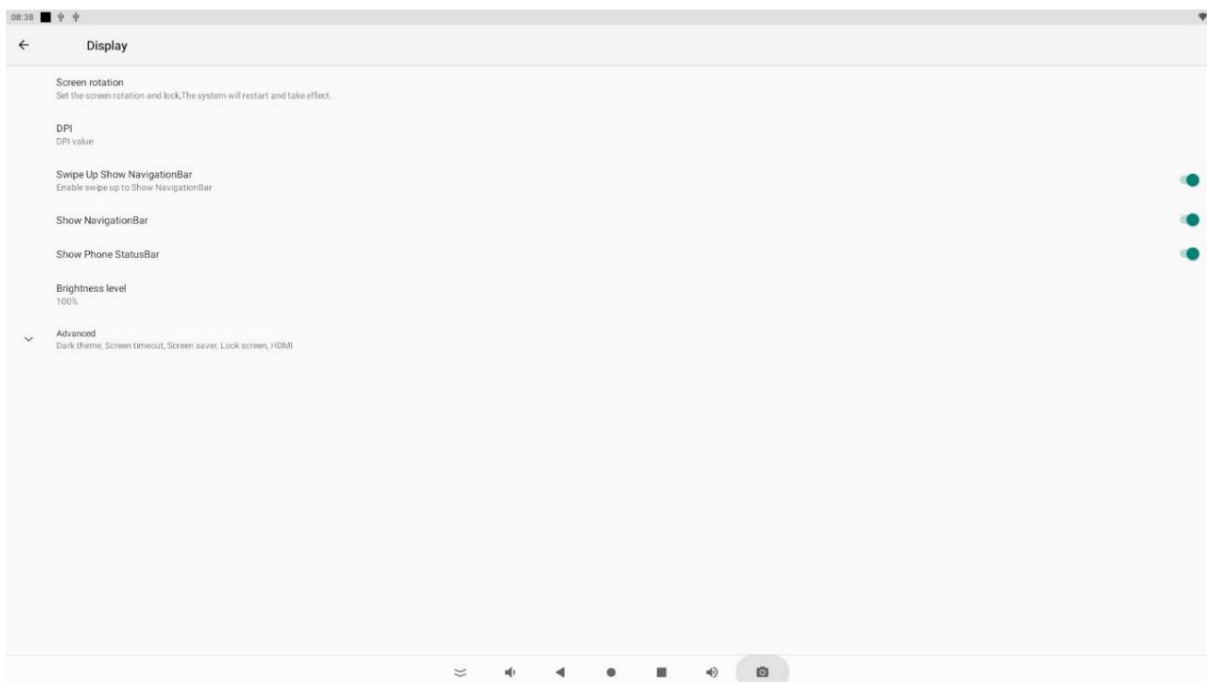 08:38
Display
Screen rotation
Set the screen rotation and lock,The system will restart and take effect.
DPI
DPI value
Swipe Up Show NavigationBar
Enable swipe up to Show NavigationBar
Show NavigationBar
Show Phone StatusBar
Brightness level
100%
Advanced
Dark theme, Screen timeout, Screen saver, Lock screen, HDMI